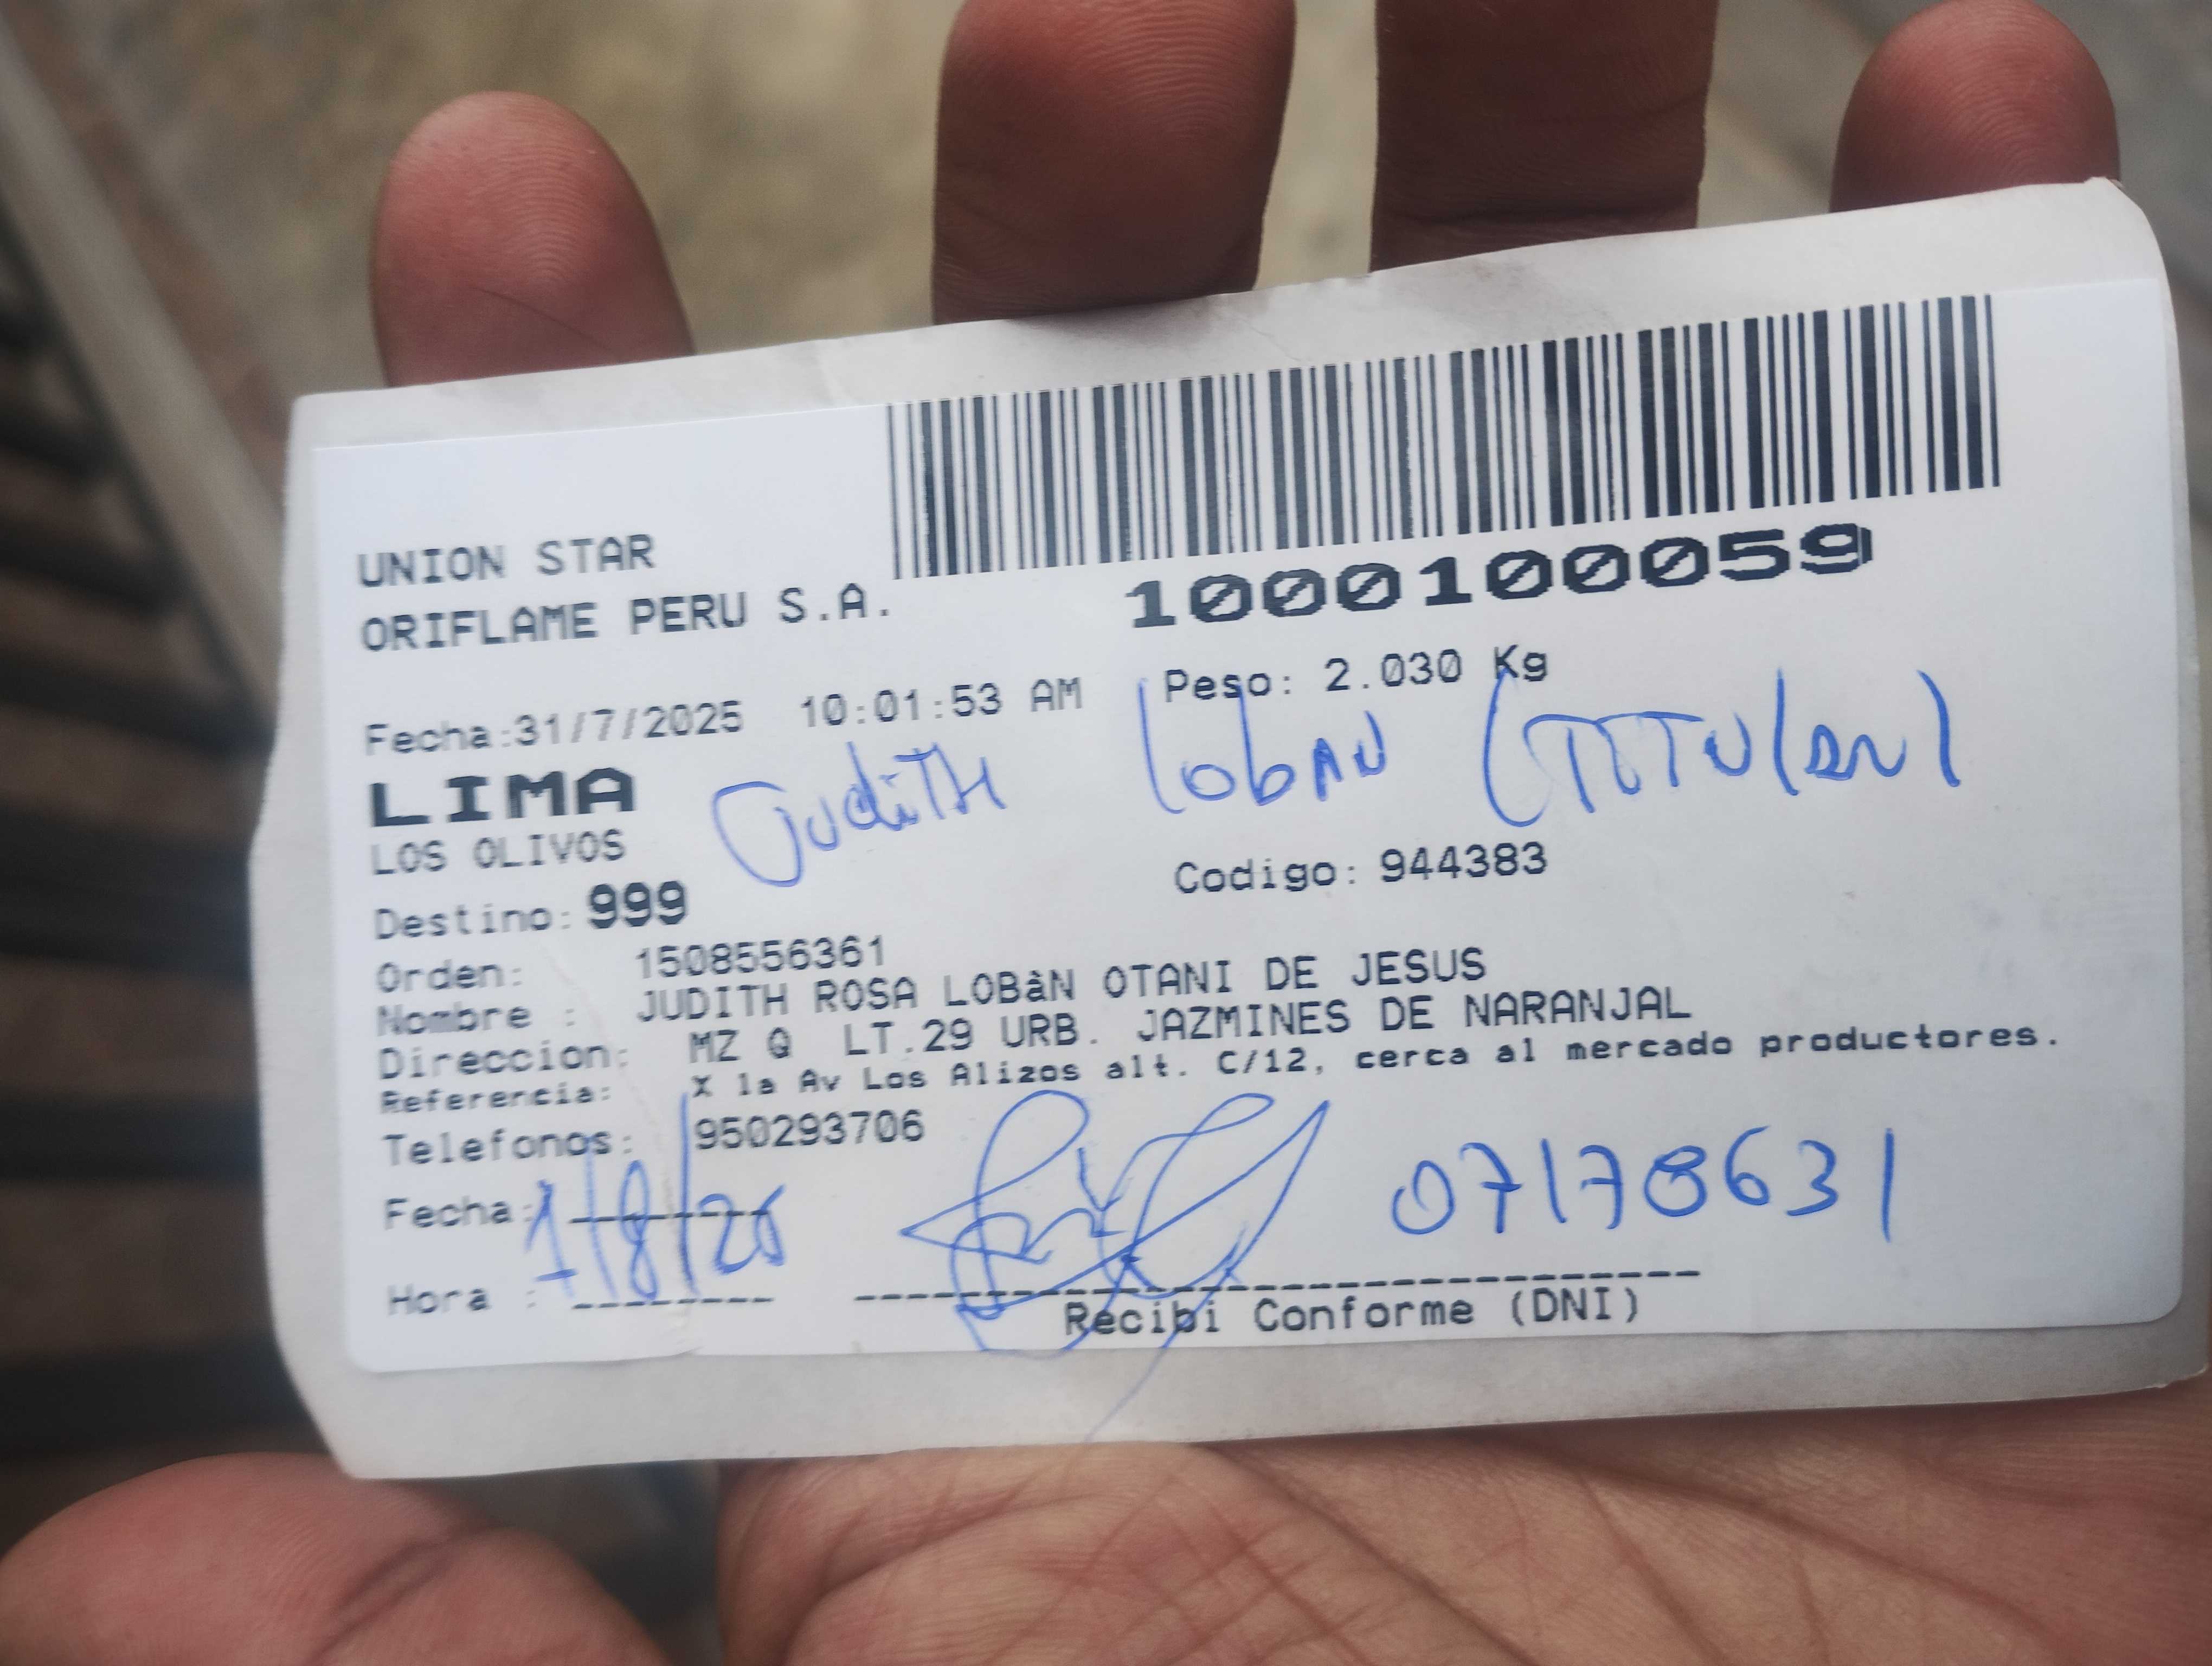 UNION STAR
ORIFLAME PERU S.A.
1000100059
Fecha:31/7/2025 10:01:53 AM Peso: 2.030 Kg
LIMA
Judith Loban (TITULAR)
LOS OLIVOS
Codigo: 944383
Destino: 999
Orden: 1508556361
Nombre : JUDITH ROSA LOBàN OTANI DE JESUS
Direccion: MZ Q LT.29 URB. JAZMINES DE NARANJAL
Referencia: X la Av Los Alizos alt. C/12, cerca al mercado productores.
Telefonos: 950293706
Fecha: 1/8/25
07178631
Hora :
Recibi Conforme (DNI)